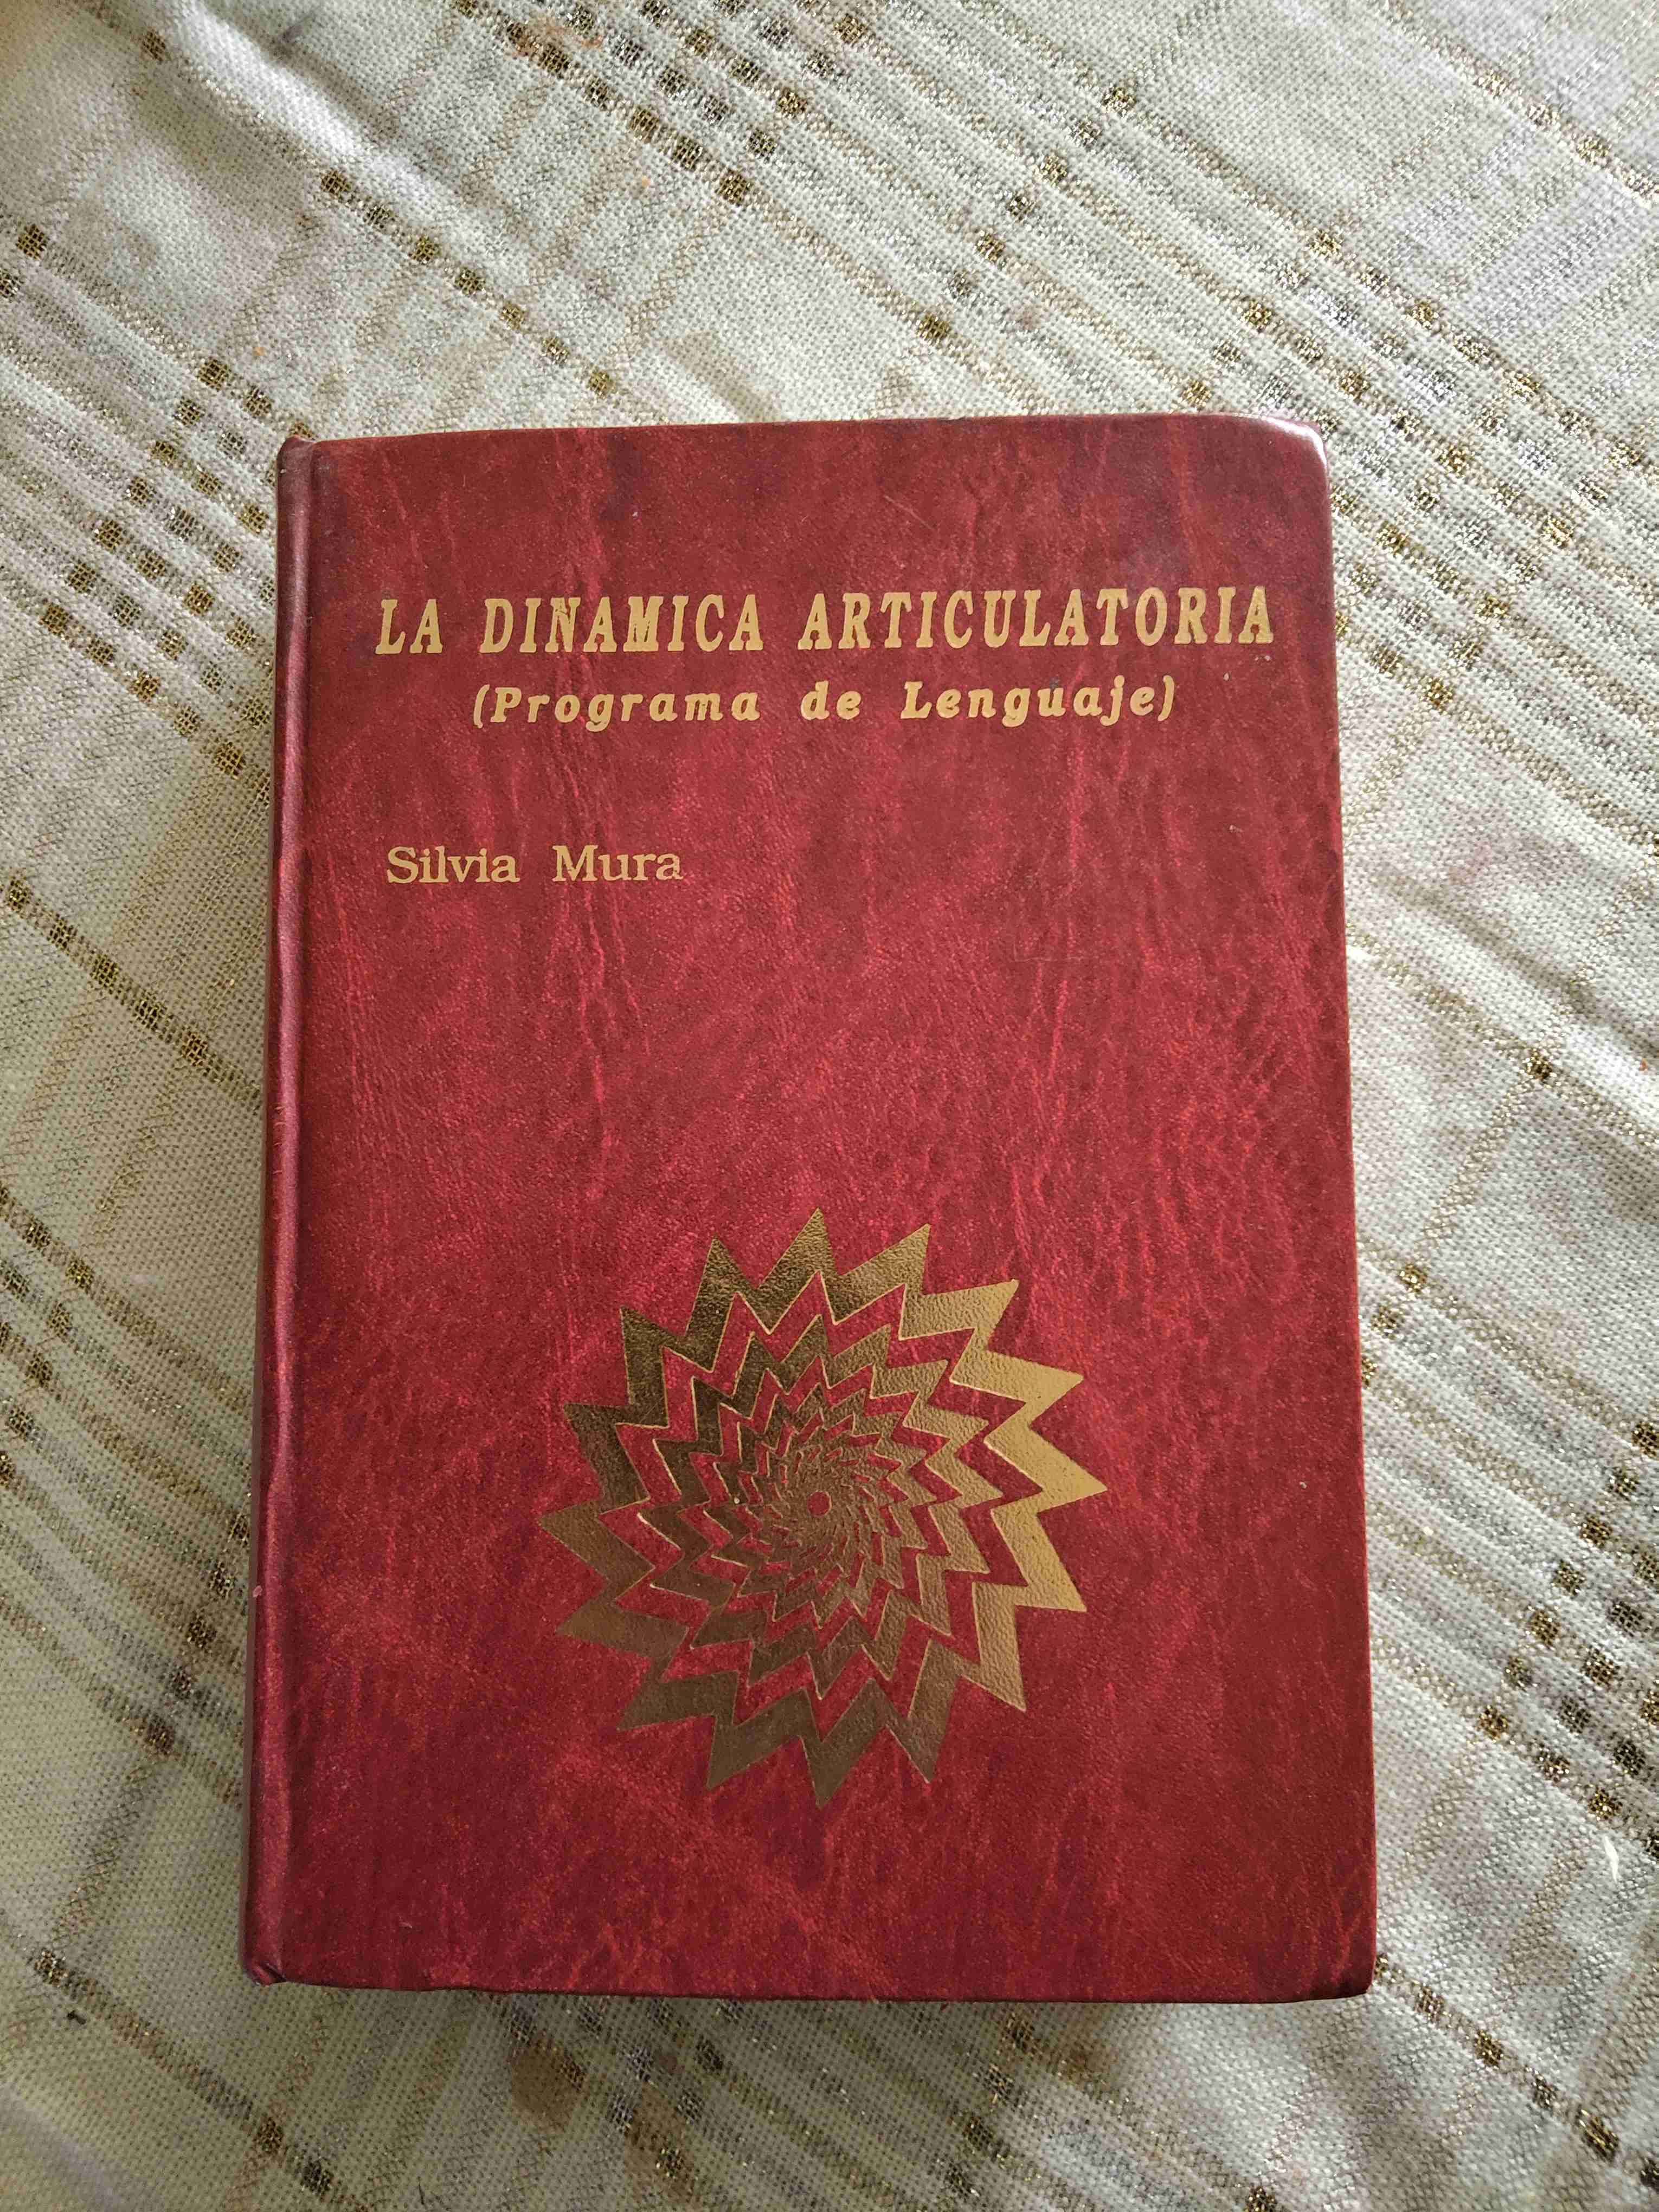 LA DINAMICA ARTICULATORIA
(Programa de Lenguaje)
Silvia Mura